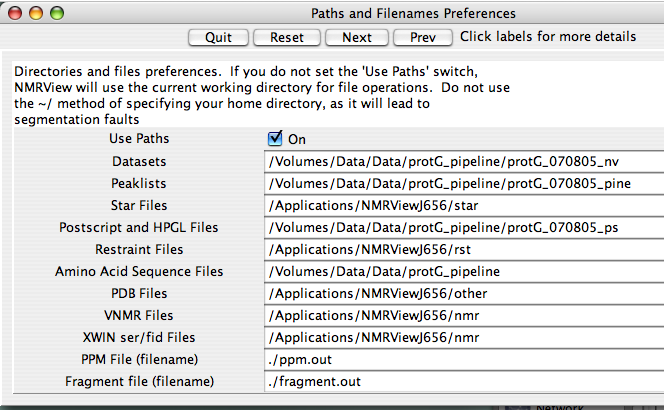 Paths and Filenames Preferences
Quit Reset Next Prev Click labels for more details
Directories and files preferences. If you do not set the 'Use Paths' switch,
NMRView will use the current working directory for file operations. Do not use
the ~/ method of specifying your home directory, as it will lead to
segmentation faults
Use Paths On
Datasets /Volumes/Data/Data/protG_pipeline/protG_070805_nv
Peaklists /Volumes/Data/Data/protG_pipeline/protG_070805_pine
Star Files /Applications/NMRViewJ656/star
Postscript and HPGL Files /Volumes/Data/Data/protG_pipeline/protG_070805_ps
Restraint Files /Applications/NMRViewJ656/rst
Amino Acid Sequence Files /Volumes/Data/Data/protG_pipeline
PDB Files /Applications/NMRViewJ656/other
VNMR Files /Applications/NMRViewJ656/nmr
XWIN ser/fid Files /Applications/NMRViewJ656/nmr
PPM File (filename) ./ppm.out
Fragment file (filename) ./fragment.out
Network